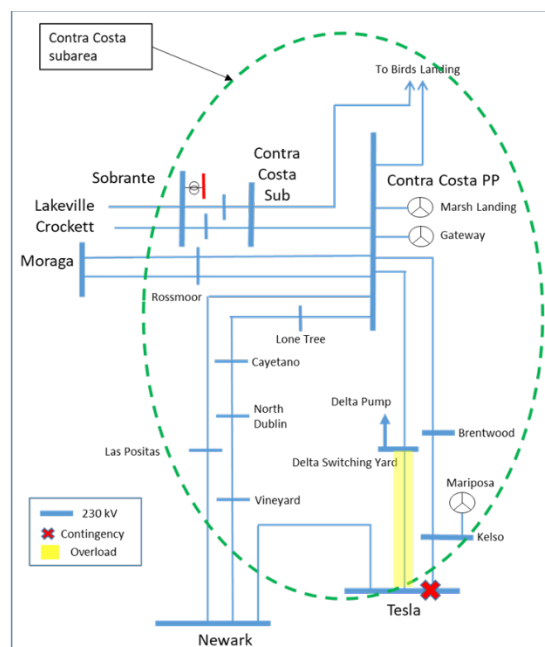 Contra Costa
subarea
To Birds Landing
Sobrante
Contra
Costa
Sub
Contra Costa PP
Lakeville
Marsh Landing
Crockett
Gateway
Moraga
Rossmoor
Lone Tree
Cayetano
Delta Pump
North
Dublin
Brentwood
Las Positas
Delta Switching Yard
Mariposa
Vineyard
230 kV
Contingency
Overload
Kelso
Tesla
Newark